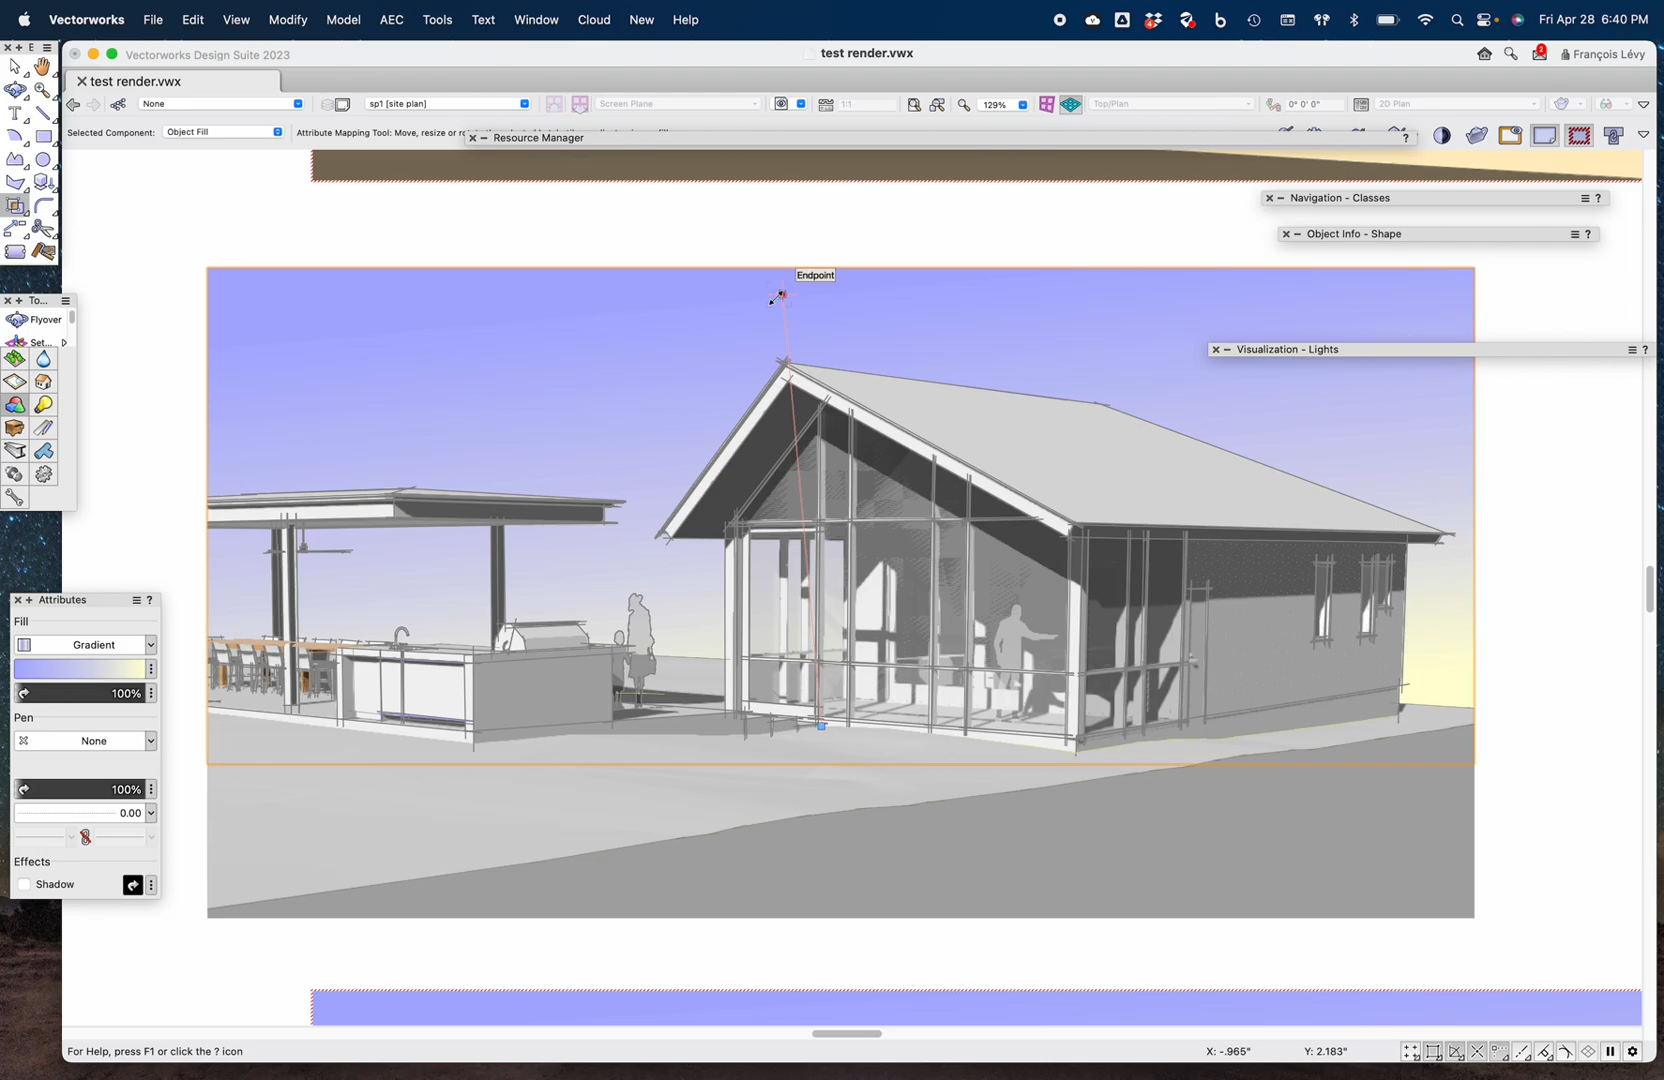 Vectorworks File Edit View Modify Model AEC Tools Text Window Cloud New Help Fri Apr 28 6:40 PM
Vectorworks Design Suite 2023 test render.vwx François Lévy
test render.vwx
None sp1 [site plan] Screen Plane 1:1 129% Top/Plan 0° 0' 0" 2D Plan
Selected Component: Object Fill Attribute Mapping Tool: Move, resize or
Resource Manager ?
Navigation - Classes ?
Object Info - Shape ?
Endpoint
To...
Flyover
Set...
Visualization - Lights ?
Attributes ?
Fill
Gradient
100%
Pen
None
100%
0.00
Effects
Shadow
For Help, press F1 or click the ? icon X: -.965" Y: 2.183"